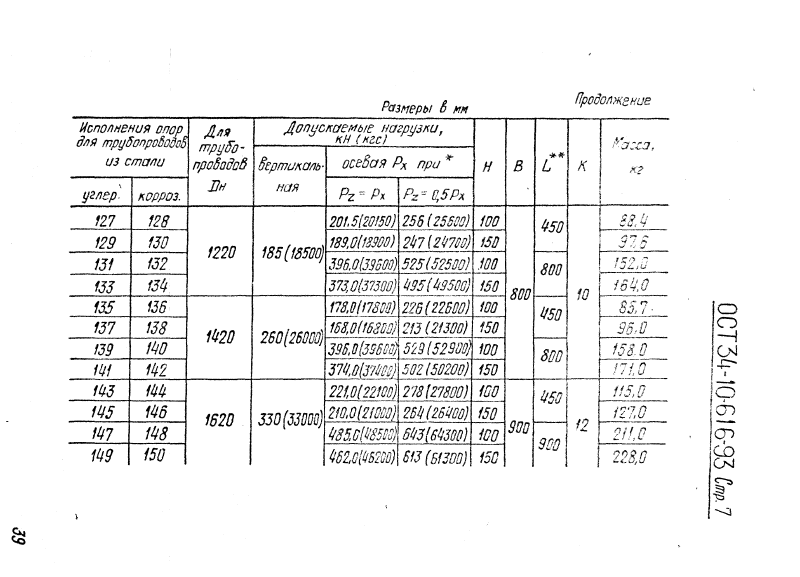 Продолжение
Размеры в мм
Исполнения опор для трубопроводов из стали | Для трубопроводов Dн | Допускаемые нагрузки, кН (кгс) | H | B | L** | K | Масса, кг
углер. | корроз. | вертикальная | осевая Px при*
Pz = Px | Pz = 0,5Px
127 | 128 | 1220 | 185 (18500) | 201,5(20150) | 256 (25600) | 100 | 800 | 450 | 10 | 88,4
129 | 130 | 189,0(18900) | 247 (24700) | 150 | 97,6
131 | 132 | 396,0(39600) | 525 (52500) | 100 | 800 | 152,0
133 | 134 | 373,0(37300) | 495 (49500) | 150 | 164,0
135 | 136 | 1420 | 260(26000) | 178,0(17800) | 226 (22600) | 100 | 450 | 85,7
137 | 138 | 168,0(16800) | 213 (21300) | 150 | 96,0
139 | 140 | 396,0(39600) | 529 (52900) | 100 | 800 | 158,0
141 | 142 | 374,0(37400) | 502 (50200) | 150 | 171,0
143 | 144 | 1620 | 330(33000) | 221,0(22100) | 278 (27800) | 100 | 900 | 450 | 12 | 115,0
145 | 146 | 210,0(21000) | 264 (26400) | 150 | 127,0
147 | 148 | 485,0(48500) | 643(64300) | 100 | 900 | 211,0
149 | 150 | 462,0(46200) | 613 (61300) | 150 | 228,0
ОСТ 34-10-616-93 Стр. 7
39